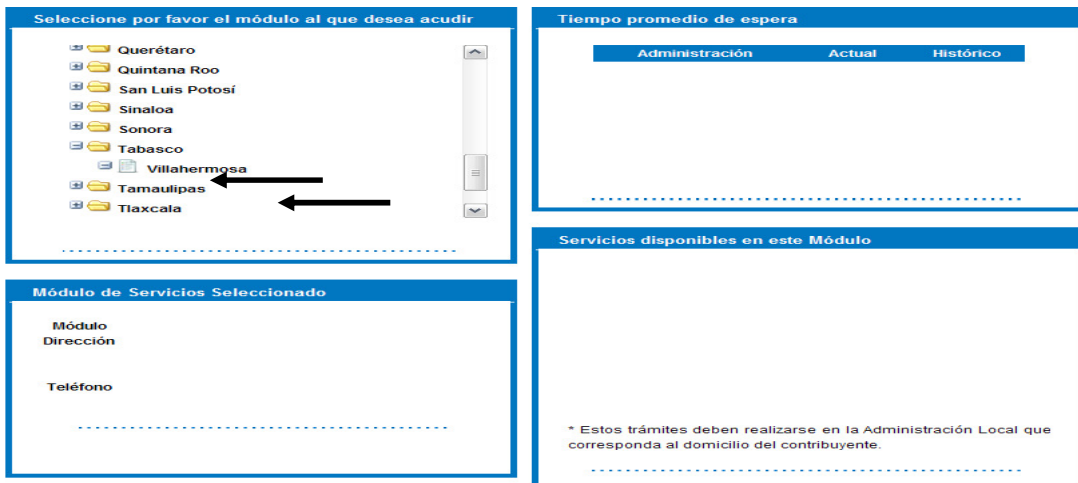 Seleccione por favor el módulo al que desea acudir
Querétaro
Quintana Roo
San Luis Potosí
Sinaloa
Sonora
Tabasco
Villahermosa
Tamaulipas
Tlaxcala
Módulo de Servicios Seleccionado
Módulo
Dirección
Teléfono
Tiempo promedio de espera
Administración Actual Histórico
Servicios disponibles en este Módulo
* Estos trámites deben realizarse en la Administración Local que
corresponda al domicilio del contribuyente.